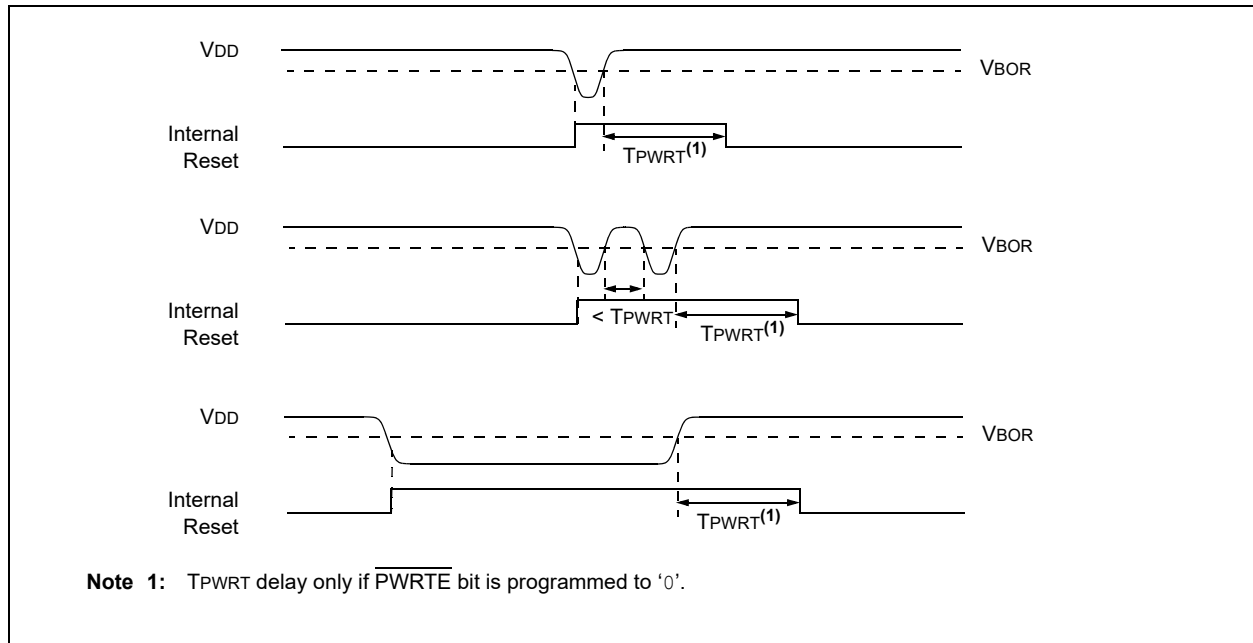 VDD
VBOR
Internal
Reset
TPWRT(1)
VDD
VBOR
Internal
Reset
< TPWRT
TPWRT(1)
VDD
VBOR
Internal
Reset
TPWRT(1)
Note 1: TPWRT delay only if PWRTE bit is programmed to ‘0’.